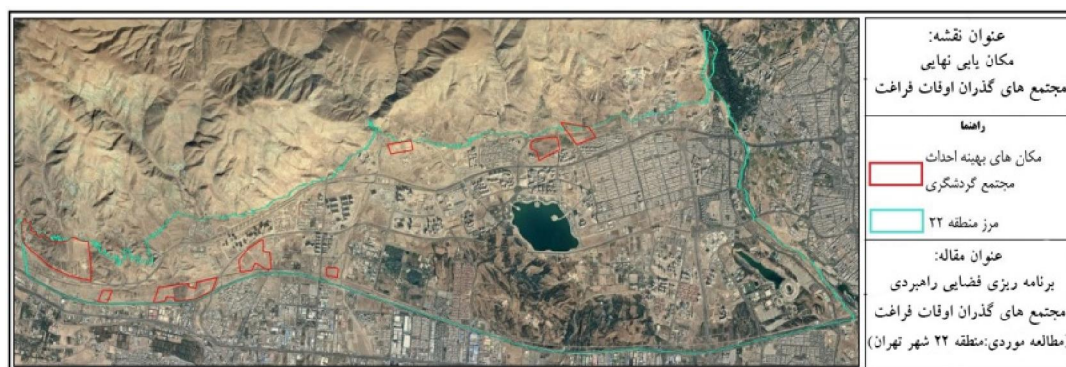 عنوان نقشه:
مکان یابی نهایی
مجتمع های گذران اوقات فراغت
راهنما
مکان های بهینه احداث
مجتمع گردشگری
مرز منطقه ۲۲
عنوان مقاله:
برنامه ریزی فضایی راهبردی
مجتمع های گذران اوقات فراغت
(مطالعه موردی:منطقه ۲۲ شهر تهران)